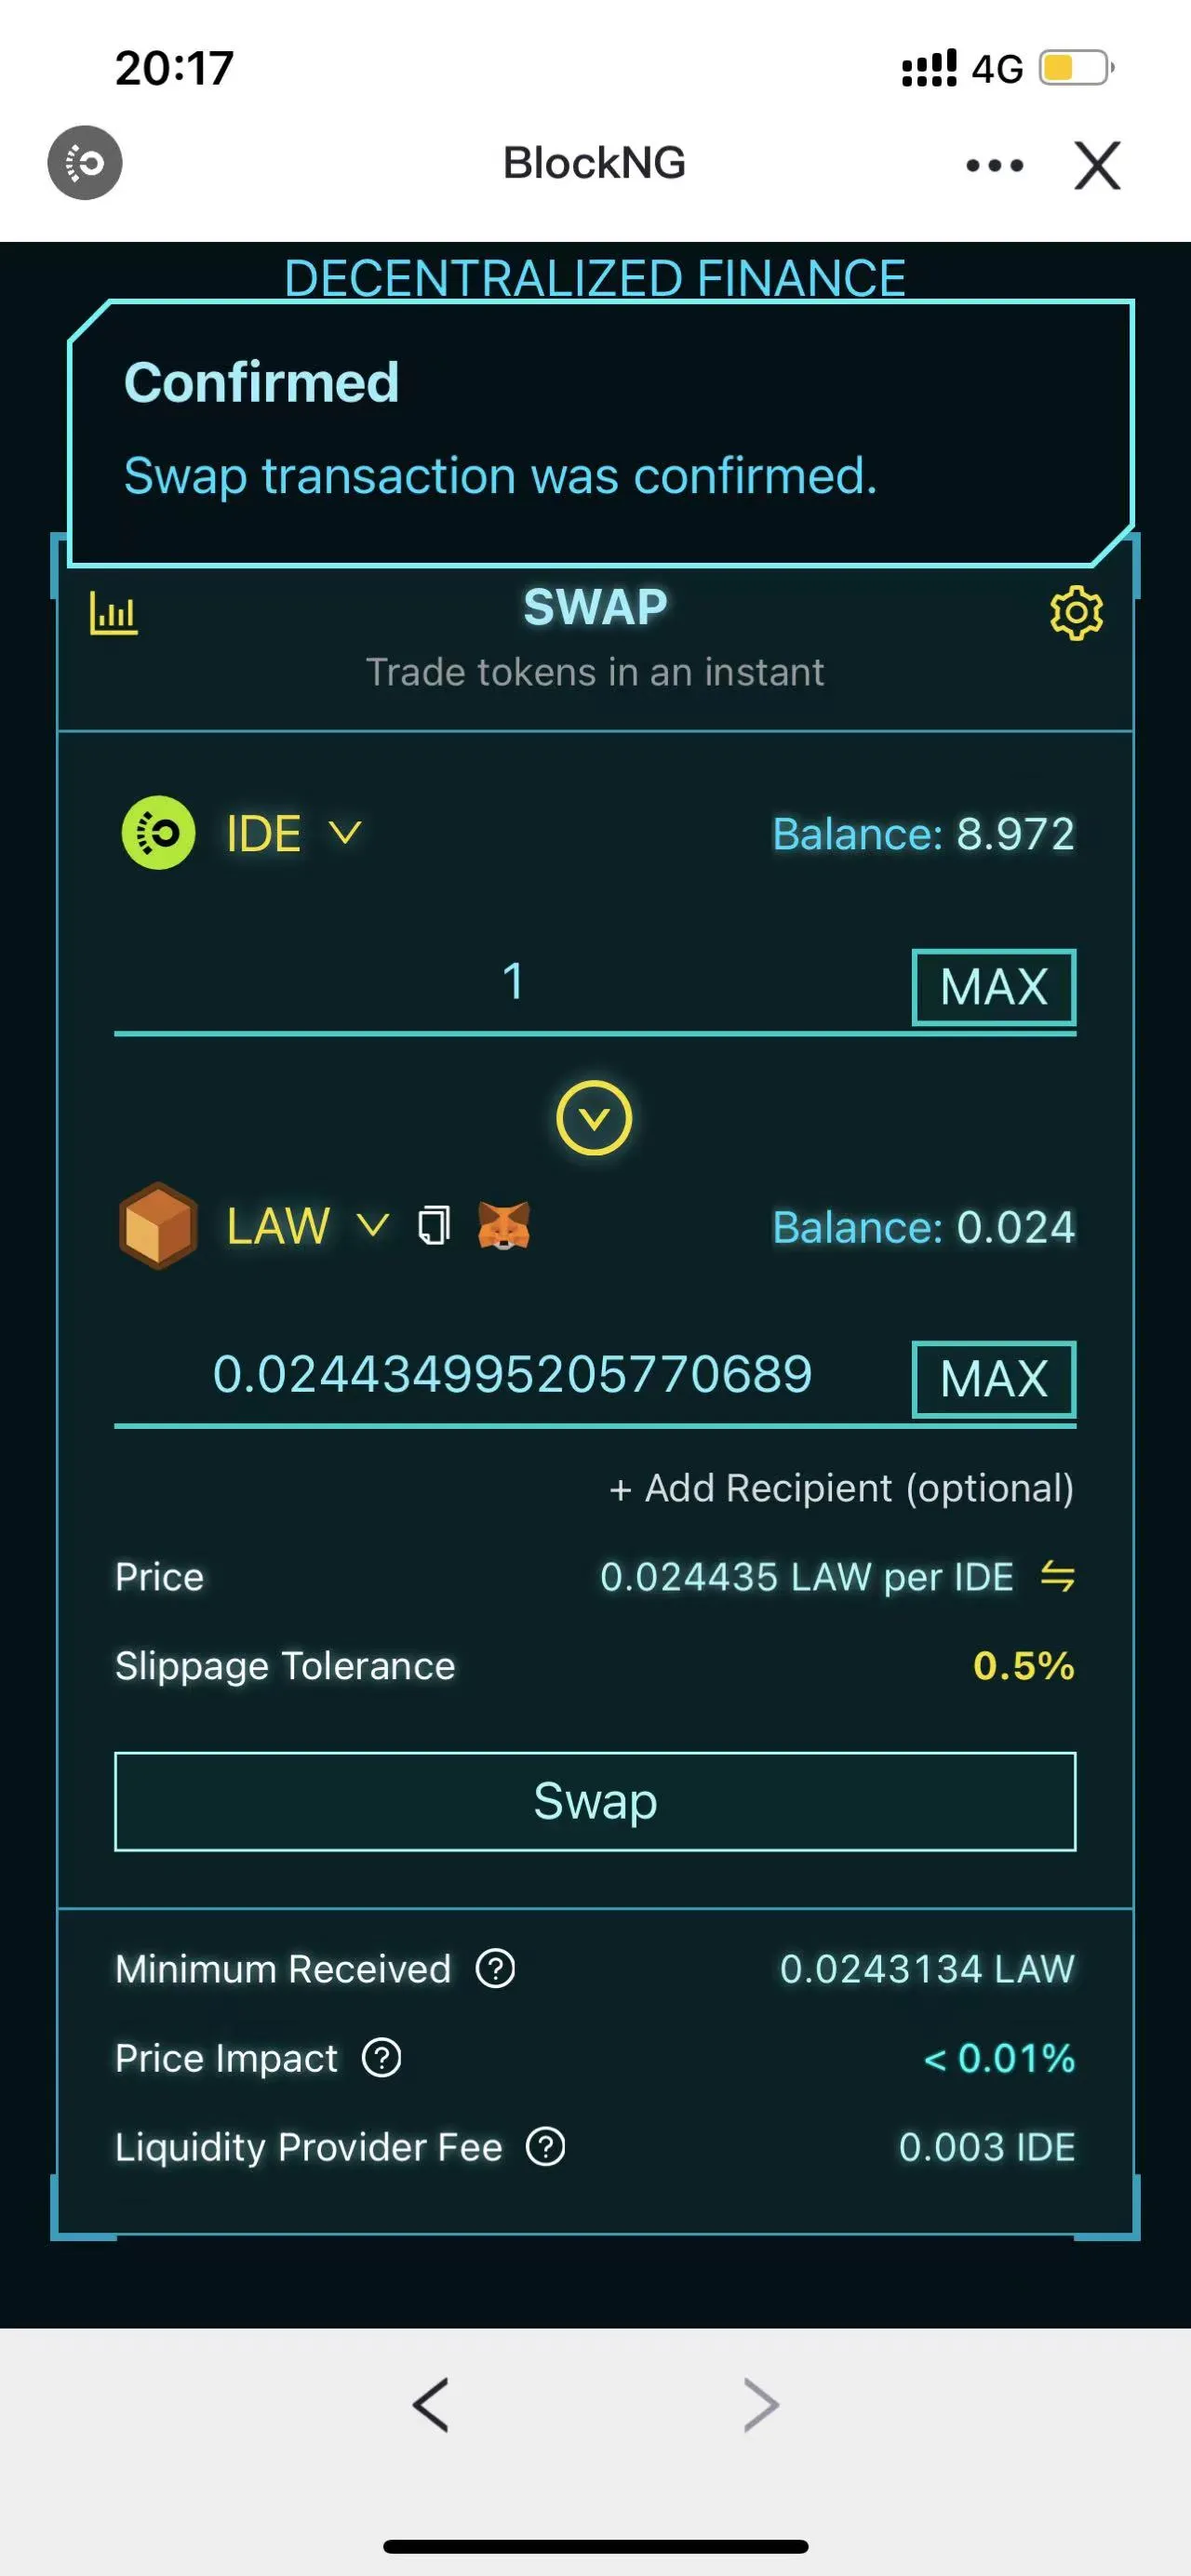 20:17 4G
BlockNG
DECENTRALIZED FINANCE
Confirmed
Swap transaction was confirmed.
SWAP
Trade tokens in an instant
IDE Balance: 8.972
1 MAX
LAW Balance: 0.024
0.024434995205770689 MAX
+ Add Recipient (optional)
Price 0.024435 LAW per IDE
Slippage Tolerance 0.5%
Swap
Minimum Received ? 0.0243134 LAW
Price Impact ? < 0.01%
Liquidity Provider Fee ? 0.003 IDE